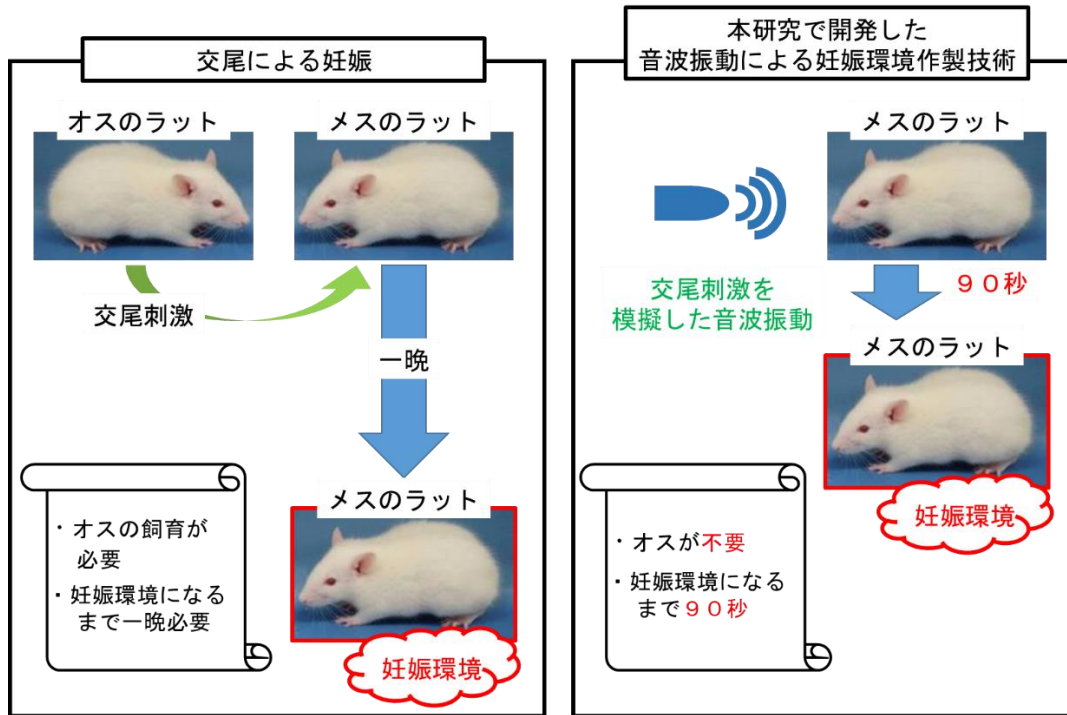 交尾による妊娠
オスのラット
メスのラット
交尾刺激
一晩
メスのラット
妊娠環境
・オスの飼育が
必要
・妊娠環境になる
まで一晩必要
本研究で開発した
音波振動による妊娠環境作製技術
メスのラット
交尾刺激を
模擬した音波振動
９０秒
メスのラット
妊娠環境
・オスが不要
・妊娠環境になる
まで９０秒